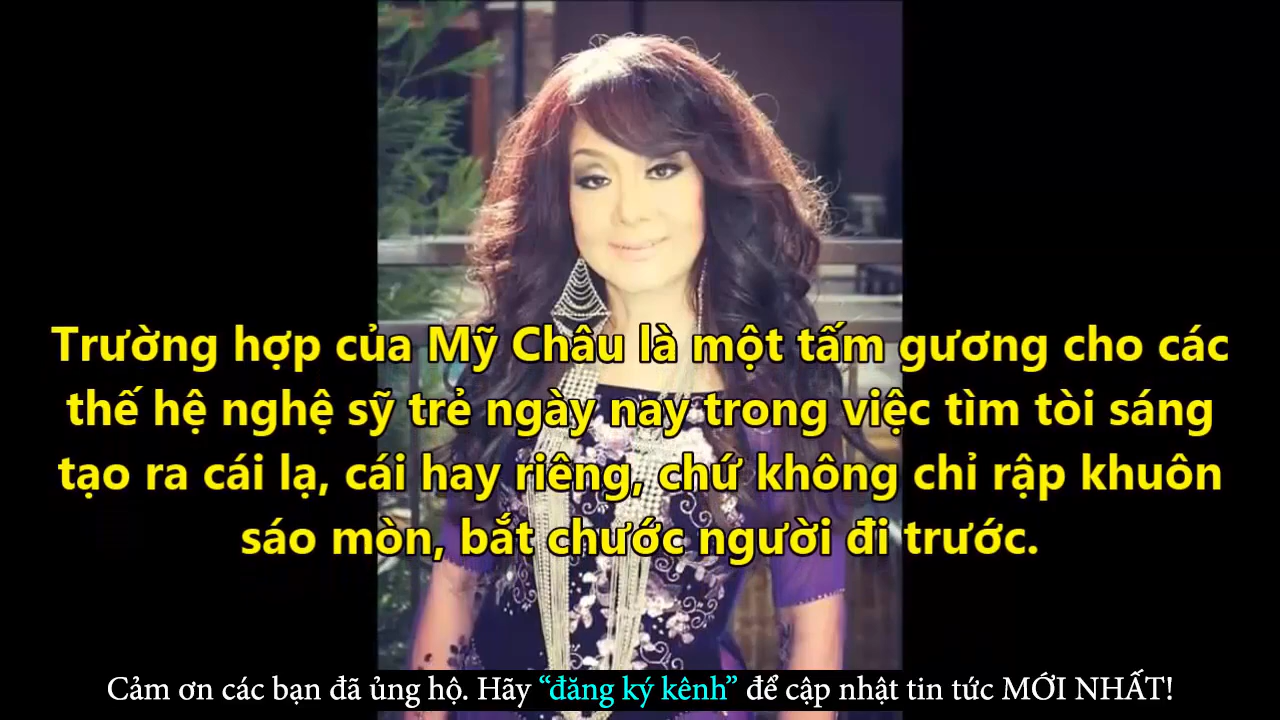 Trường hợp của Mỹ Châu là một tấm gương cho các
thế hệ nghệ sỹ trẻ ngày nay trong việc tìm tòi sáng
tạo ra cái lạ, cái hay riêng, chứ không chỉ rập khuôn
sáo mòn, bắt chước người đi trước.
Cảm ơn các bạn đã ủng hộ. Hãy “đăng ký kênh” để cập nhật tin tức MỚI NHẤT!